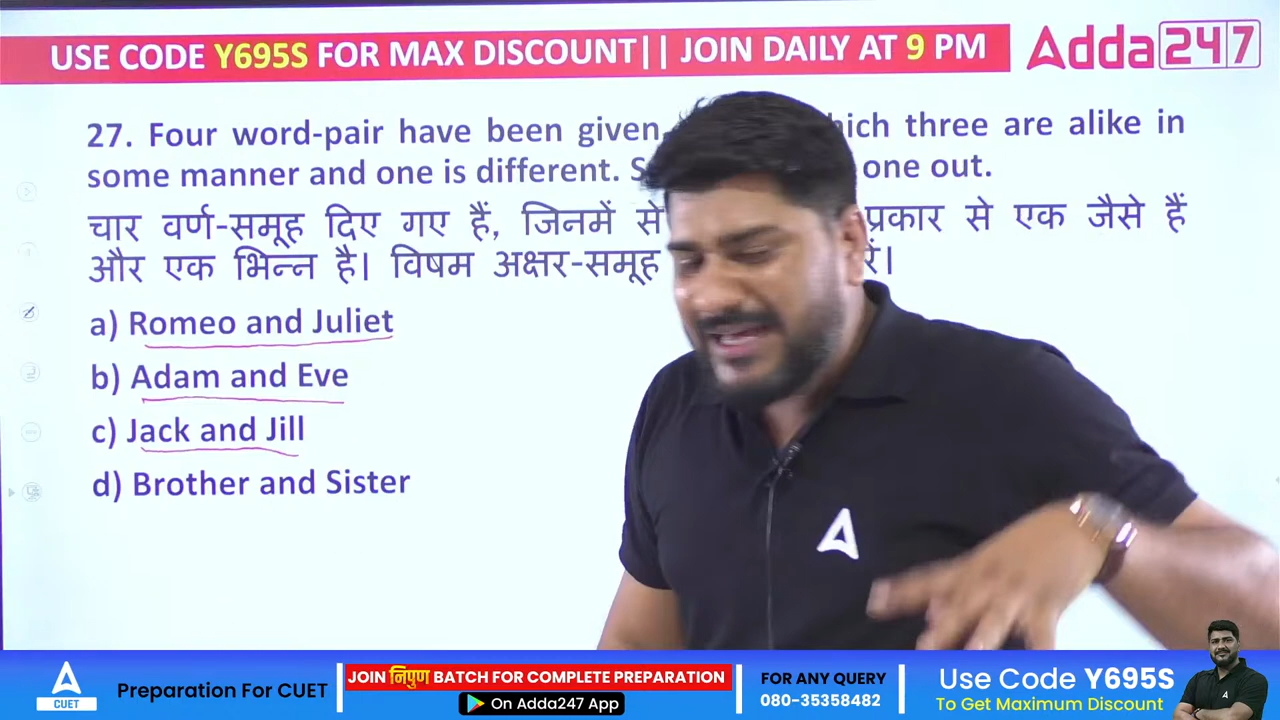 USE CODE Y695S FOR MAX DISCOUNT|| JOIN DAILY AT 9 PM
Adda247
27. Four word-pair have been given, which three are alike in
some manner and one is different. one out.
चार वर्ण-समूह दिए गए हैं, जिनमें से प्रकार से एक जैसे हैं
और एक भिन्न है। विषम अक्षर-समूह
a) Romeo and Juliet
b) Adam and Eve
c) Jack and Jill
d) Brother and Sister
CUET
Preparation For CUET
JOIN निपुण BATCH FOR COMPLETE PREPARATION
On Adda247 App
FOR ANY QUERY
080-35358482
Use Code Y695S
To Get Maximum Discount